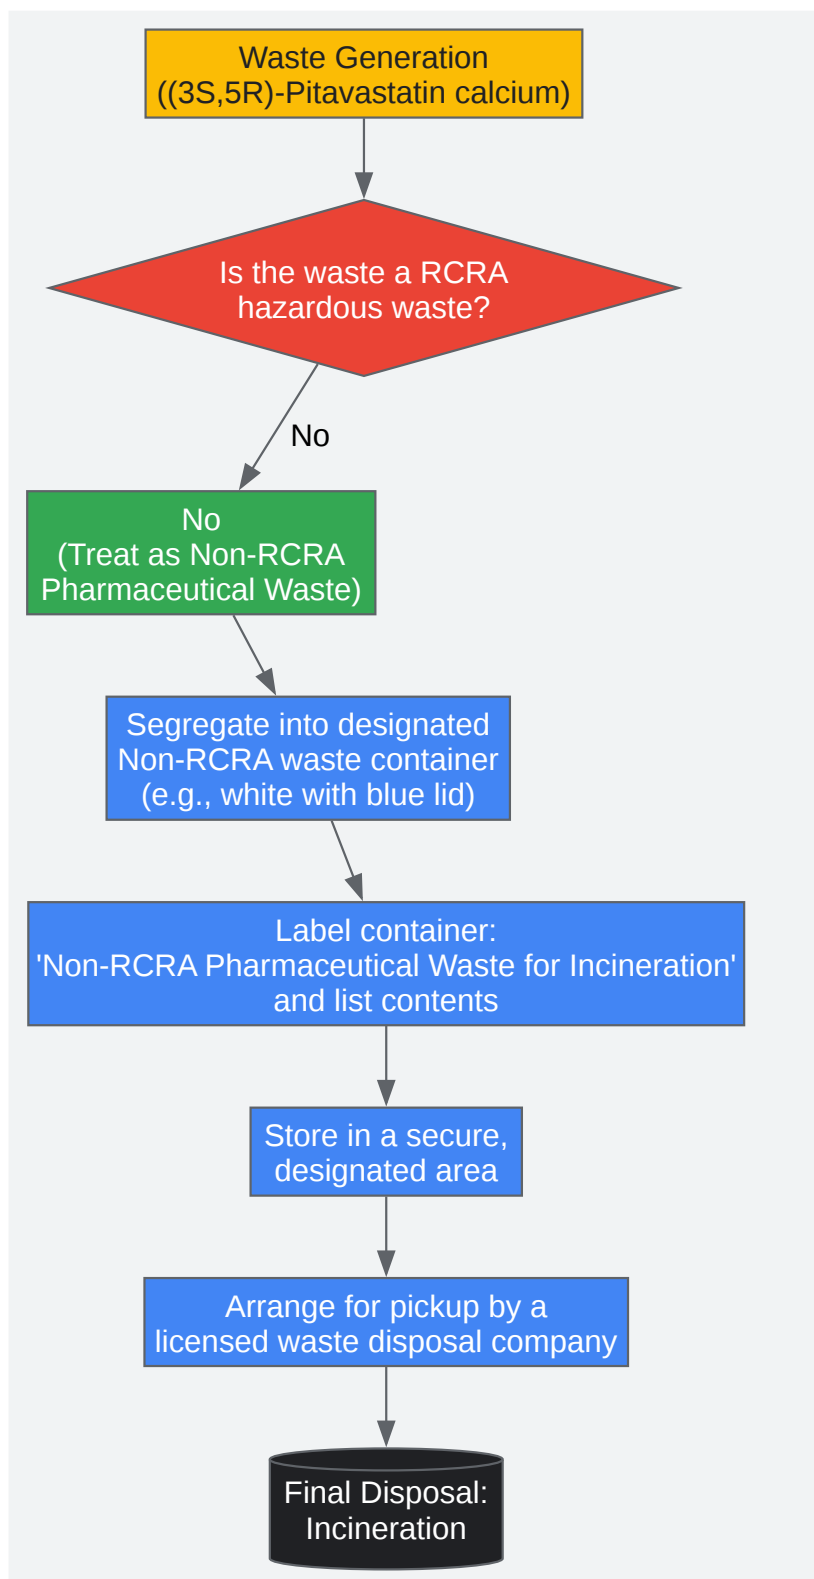 Waste Generation
((3S,5R)-Pitavastatin calcium)
Is the waste a RCRA
hazardous waste?
No
No
(Treat as Non-RCRA
Pharmaceutical Waste)
Segregate into designated
Non-RCRA waste container
(e.g., white with blue lid)
Label container:
'Non-RCRA Pharmaceutical Waste for Incineration'
and list contents
Store in a secure,
designated area
Arrange for pickup by a
licensed waste disposal company
Final Disposal:
Incineration